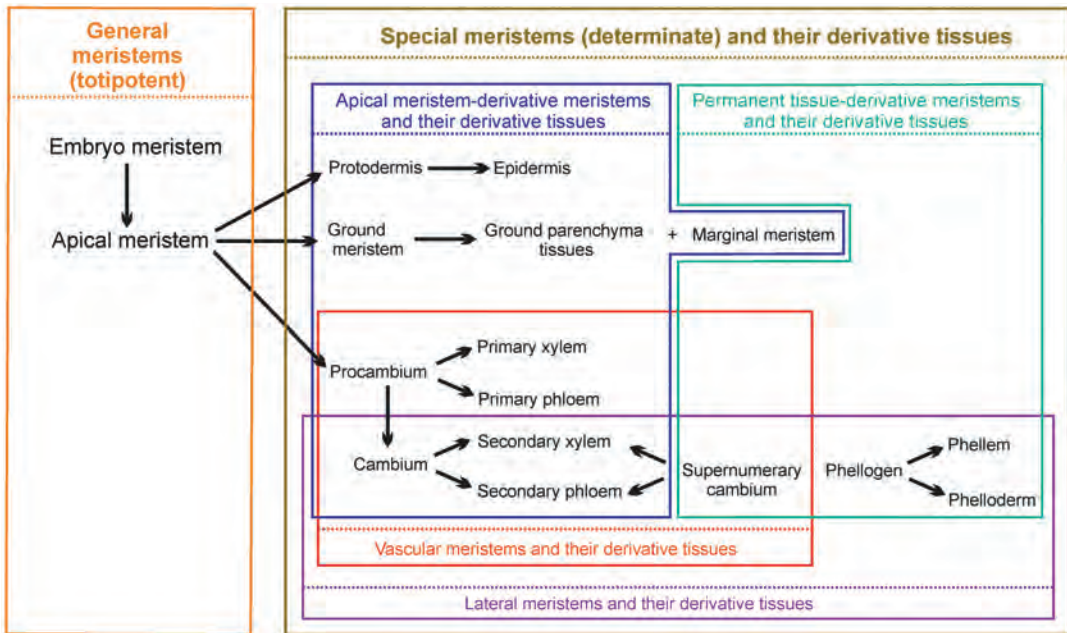 General
meristems
(totipotent)
Special meristems (determinate) and their derivative tissues
Apical meristem-derivative meristems
and their derivative tissues
Permanent tissue-derivative meristems
and their derivative tissues
Embryo meristem
Apical meristem
Protodermis
Epidermis
Ground
meristem
Ground parenchyma
tissues
+ Marginal meristem
Procambium
Primary xylem
Primary phloem
Cambium
Secondary xylem
Secondary phloem
Supernumerary
cambium
Phellogen
Phellem
Phelloderm
Vascular meristems and their derivative tissues
Lateral meristems and their derivative tissues